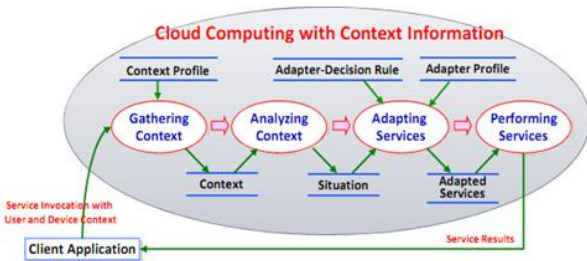 Cloud Computing with Context Information
Context Profile
Adapter-Decision Rule
Adapter Profile
Gathering
Context
Analyzing
Context
Adapting
Services
Performing
Services
Context
Situation
Adapted
Services
Service Invocation with
User and Device Context
Client Application
Service Results